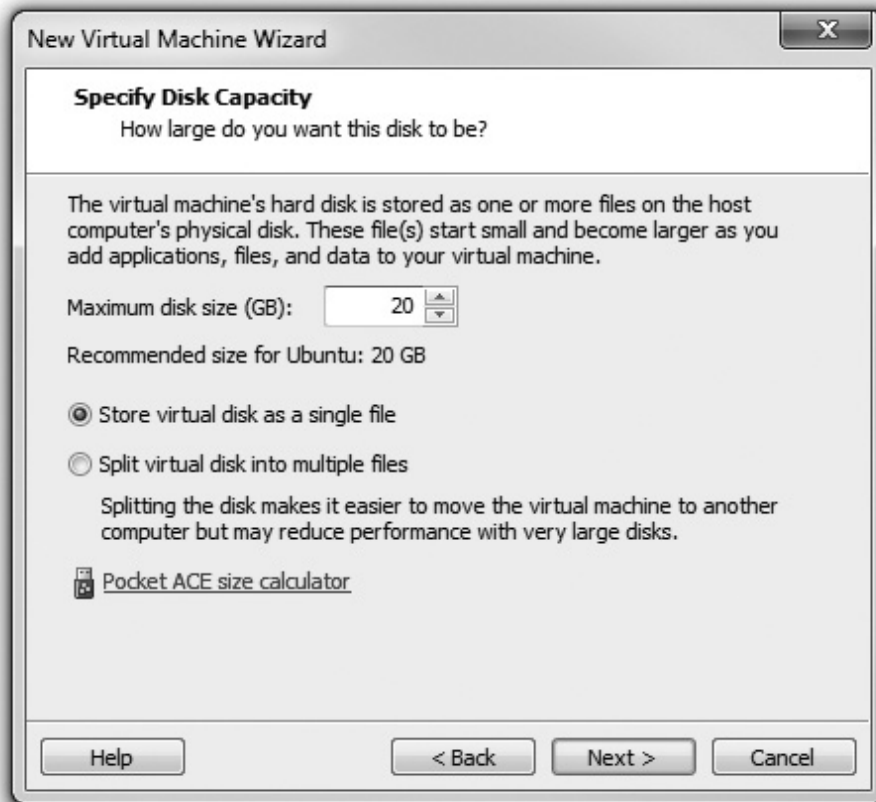 New Virtual Machine Wizard
X
Specify Disk Capacity
How large do you want this disk to be?
The virtual machine's hard disk is stored as one or more files on the host
computer's physical disk. These file(s) start small and become larger as you
add applications, files, and data to your virtual machine.
Maximum disk size (GB): 20
Recommended size for Ubuntu: 20 GB
Store virtual disk as a single file
Split virtual disk into multiple files
Splitting the disk makes it easier to move the virtual machine to another
computer but may reduce performance with very large disks.
Pocket ACE size calculator
Help < Back Next > Cancel